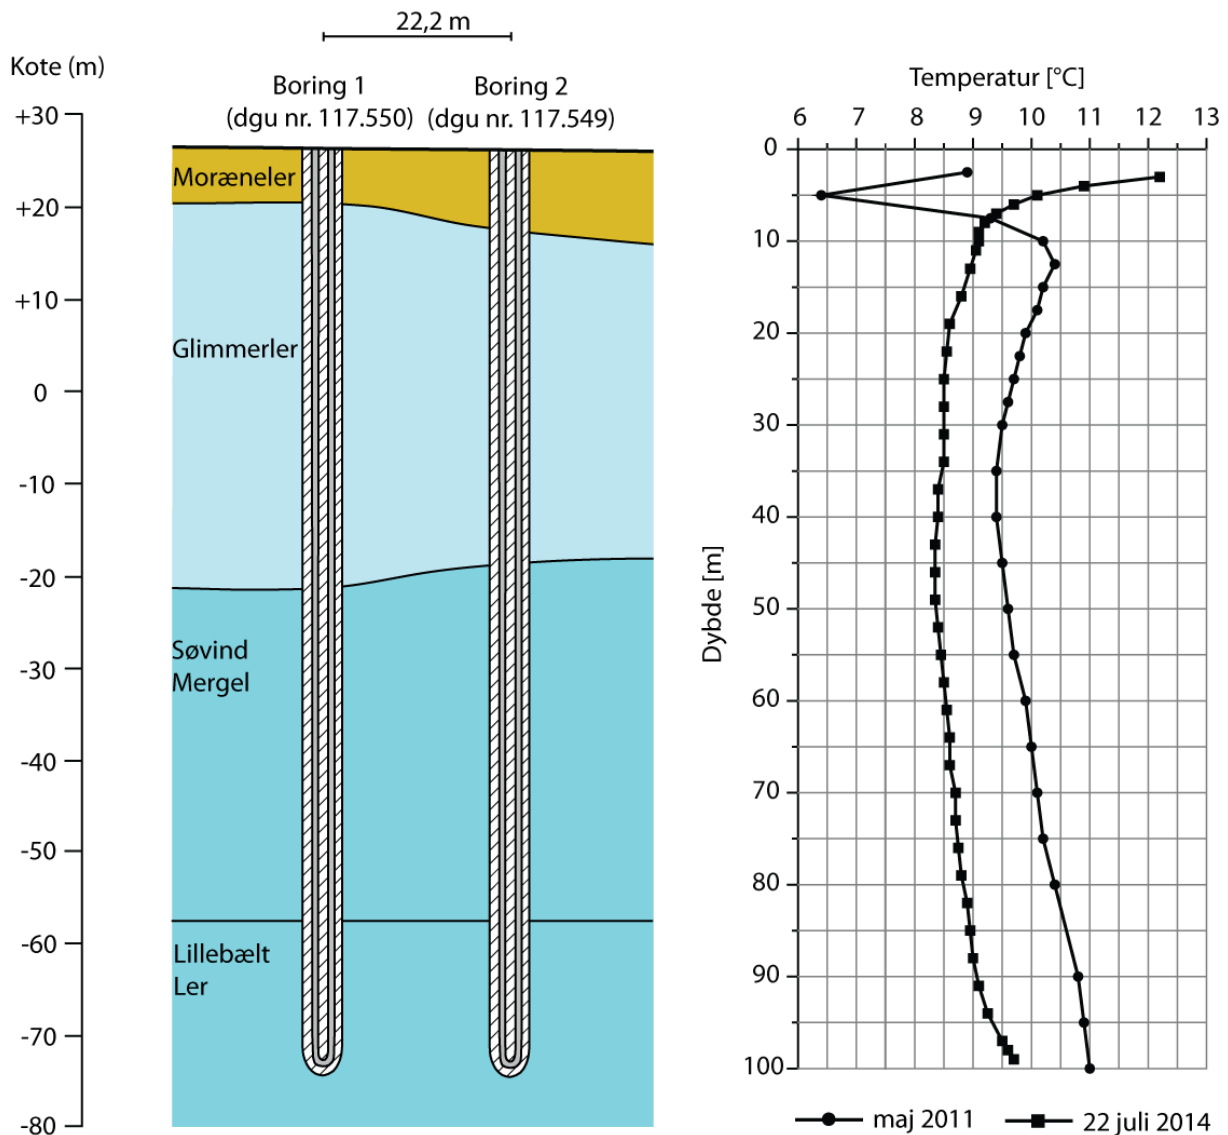 22,2 m
Kote (m)
Boring 1
(dgu nr. 117.550)
Boring 2
(dgu nr. 117.549)
+30
+20
+10
0
-10
-20
-30
-40
-50
-60
-70
-80
Moræneler
Glimmerler
Søvind
Mergel
Lillebælt
Ler
Temperatur [°C]
6 7 8 9 10 11 12 13
Dybde [m]
0
10
20
30
40
50
60
70
80
90
100
maj 2011
22 juli 2014